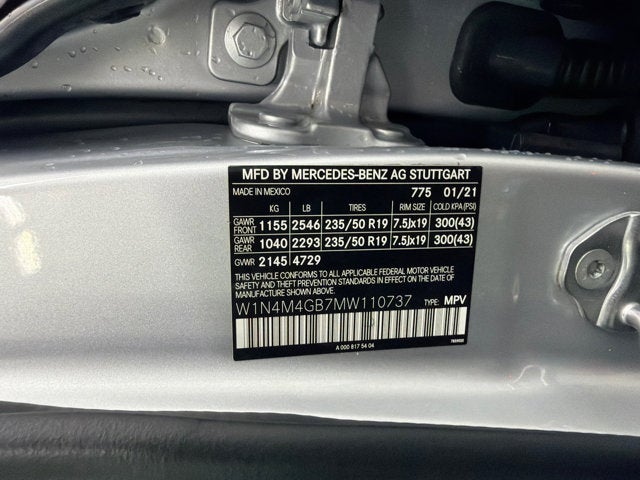 MFD BY MERCEDES-BENZ AG STUTTGART
MADE IN MEXICO 775 01/21
KG LB TIRES RIM SIZE COLD KPA (PSI)
GAWR FRONT 1155 2546 235/50 R19 7.5Jx19 300(43)
GAWR REAR 1040 2293 235/50 R19 7.5Jx19 300(43)
GVWR 2145 4729
THIS VEHICLE CONFORMS TO ALL APPLICABLE FEDERAL MOTOR VEHICLE
SAFETY STANDARDS IN EFFECT ON THE DATE OF
MANUFACTURE SHOWN ABOVE.
W1N4M4GB7MW110737 TYPE: MPV
A 000 817 54 04